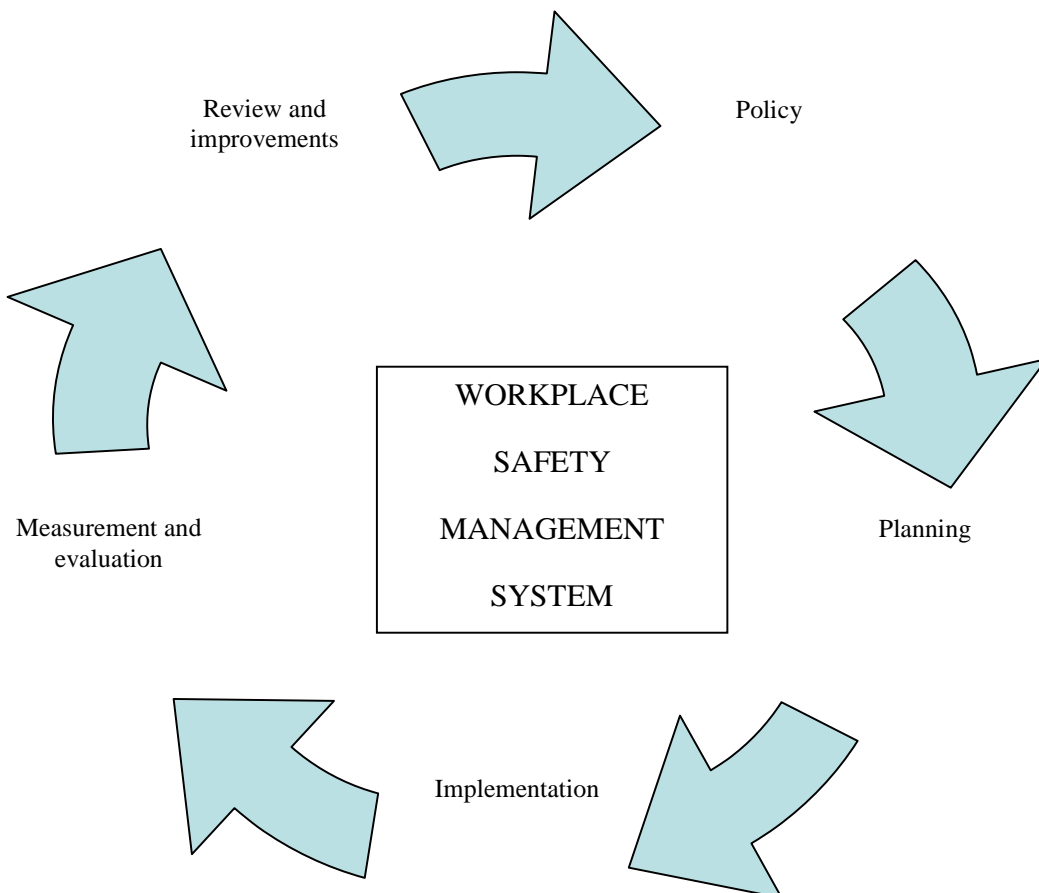 Review and
improvements
Policy
WORKPLACE
SAFETY
MANAGEMENT
SYSTEM
Measurement and
evaluation
Planning
Implementation